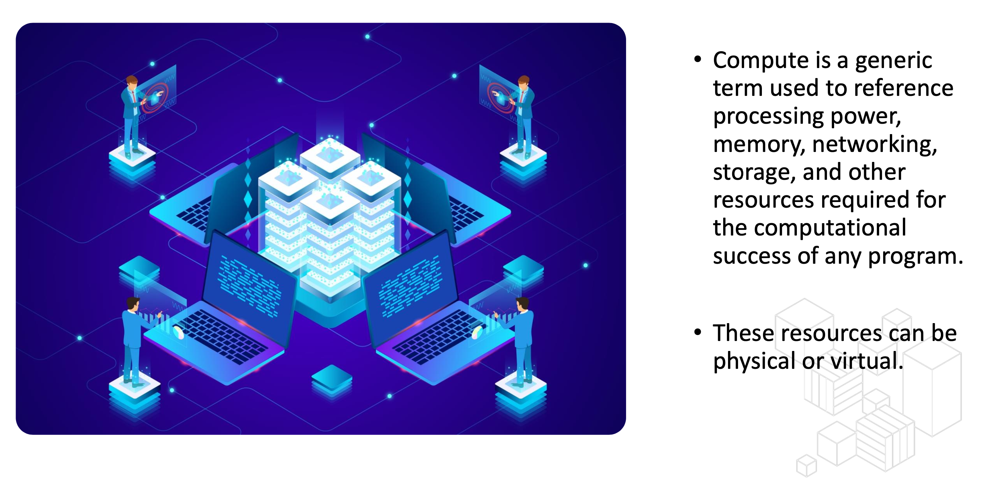 • Compute is a generic
term used to reference
processing power,
memory, networking,
storage, and other
resources required for
the computational
success of any program.
• These resources can be
physical or virtual.